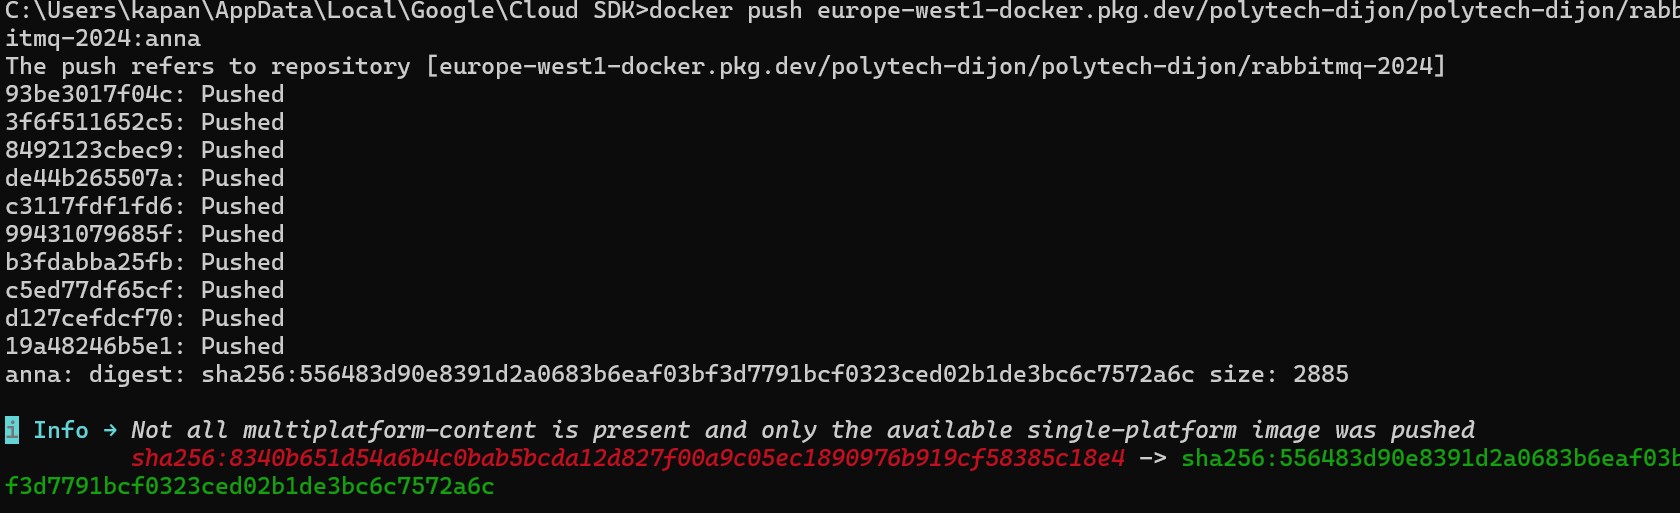 C:\Users\kapan\AppData\Local\Google\Cloud SDK>docker push europe-west1-docker.pkg.dev/polytech-dijon/polytech-dijon/rabb
itmq-2024:anna
The push refers to repository [europe-west1-docker.pkg.dev/polytech-dijon/polytech-dijon/rabbitmq-2024]
93be3017f04c: Pushed
3f6f511652c5: Pushed
8492123cbec9: Pushed
de44b265507a: Pushed
c3117fdf1fd6: Pushed
99431079685f: Pushed
b3fdabba25fb: Pushed
c5ed77df65cf: Pushed
d127cefdcf70: Pushed
19a48246b5e1: Pushed
anna: digest: sha256:556483d90e8391d2a0683b6eaf03bf3d7791bcf0323ced02b1de3bc6c7572a6c size: 2885
i Info → Not all multiplatform-content is present and only the available single-platform image was pushed
sha256:8340b651d54a6b4c0bab5bcda12d827f00a9c05ec1890976b919cf58385c18e4 -> sha256:556483d90e8391d2a0683b6eaf03b
f3d7791bcf0323ced02b1de3bc6c7572a6c